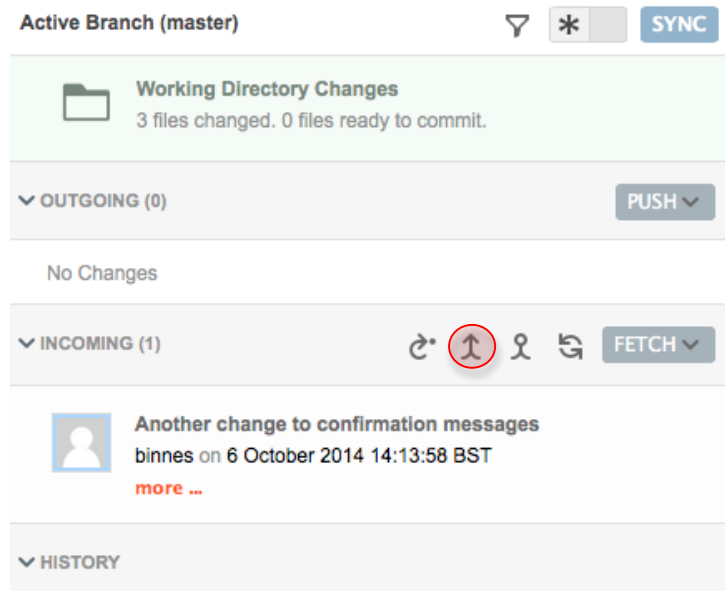 Active Branch (master)
SYNC
Working Directory Changes
3 files changed. 0 files ready to commit.
OUTGOING (0)
PUSH
No Changes
INCOMING (1)
FETCH
Another change to confirmation messages
binnes on 6 October 2014 14:13:58 BST
more ...
HISTORY